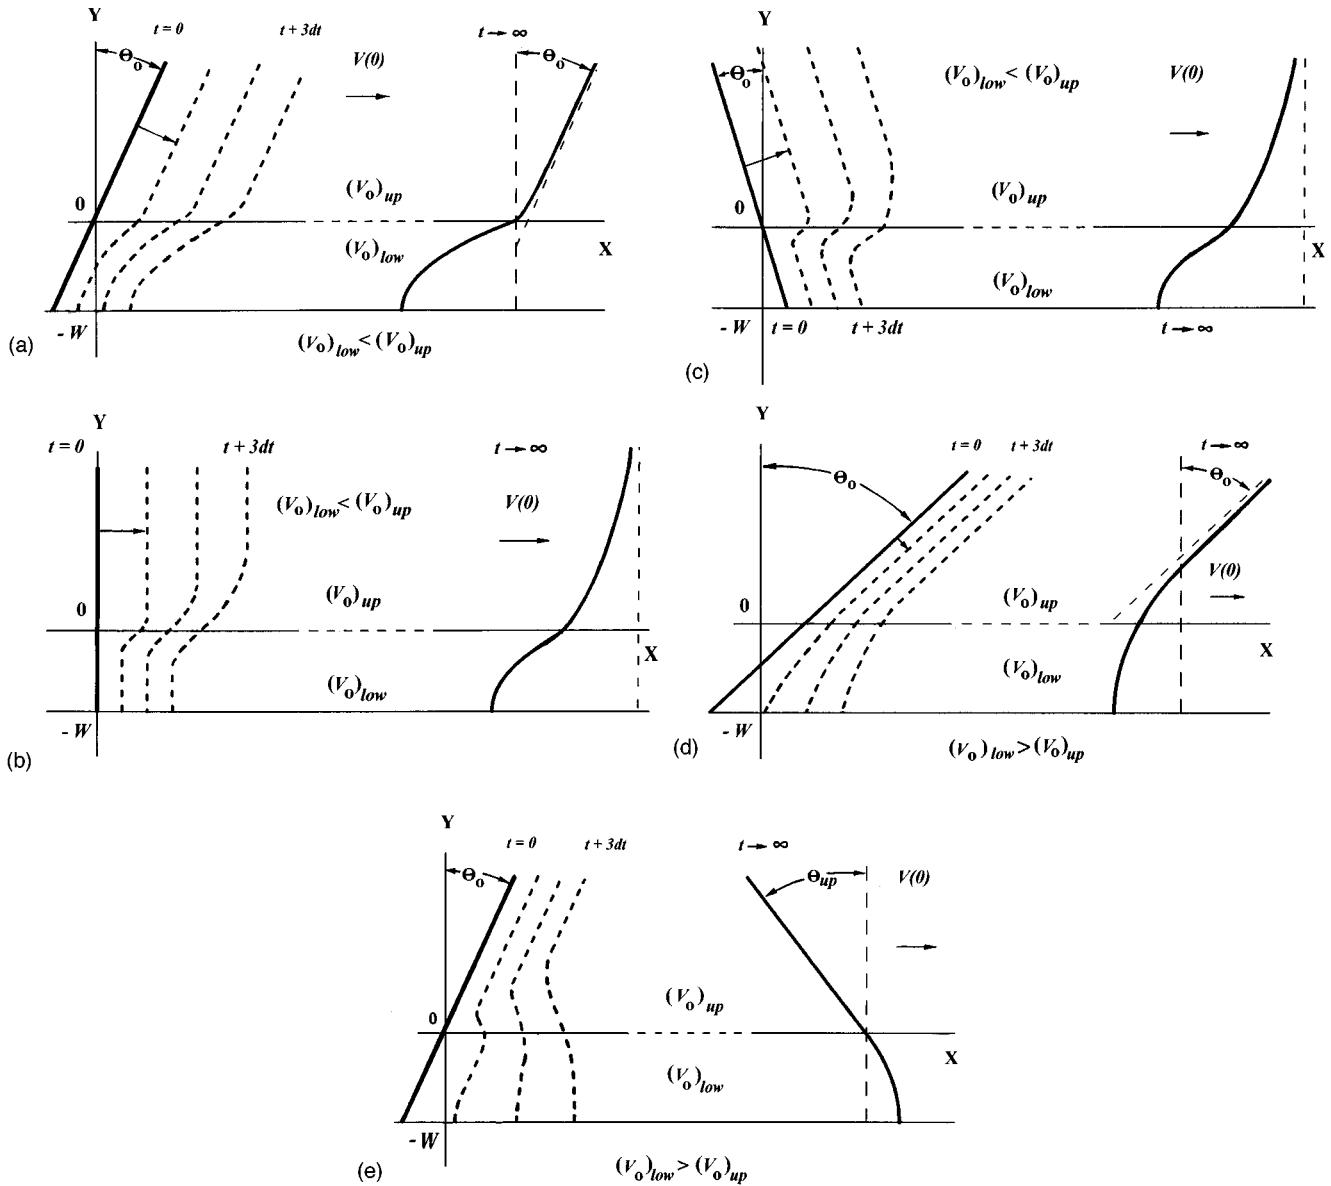 Y
t = 0
t + 3dt
t → ∞
Θo
V(0)
Θo
(Vo)up
0
X
(Vo)low
- W
(Vo)low < (Vo)up
(a)
Y
Θo
(Vo)low < (Vo)up
V(0)
(Vo)up
0
X
(Vo)low
- W
t = 0
t + 3dt
t → ∞
(c)
Y
t = 0
t + 3dt
t → ∞
(Vo)low < (Vo)up
V(0)
(Vo)up
0
X
(Vo)low
- W
(b)
Y
t = 0
t + 3dt
t → ∞
Θo
Θo
V(0)
(Vo)up
0
X
(Vo)low
- W
(Vo)low > (Vo)up
(d)
Y
t = 0
t + 3dt
t → ∞
Θo
Θup
V(0)
(Vo)up
0
X
(Vo)low
- W
(Vo)low > (Vo)up
(e)